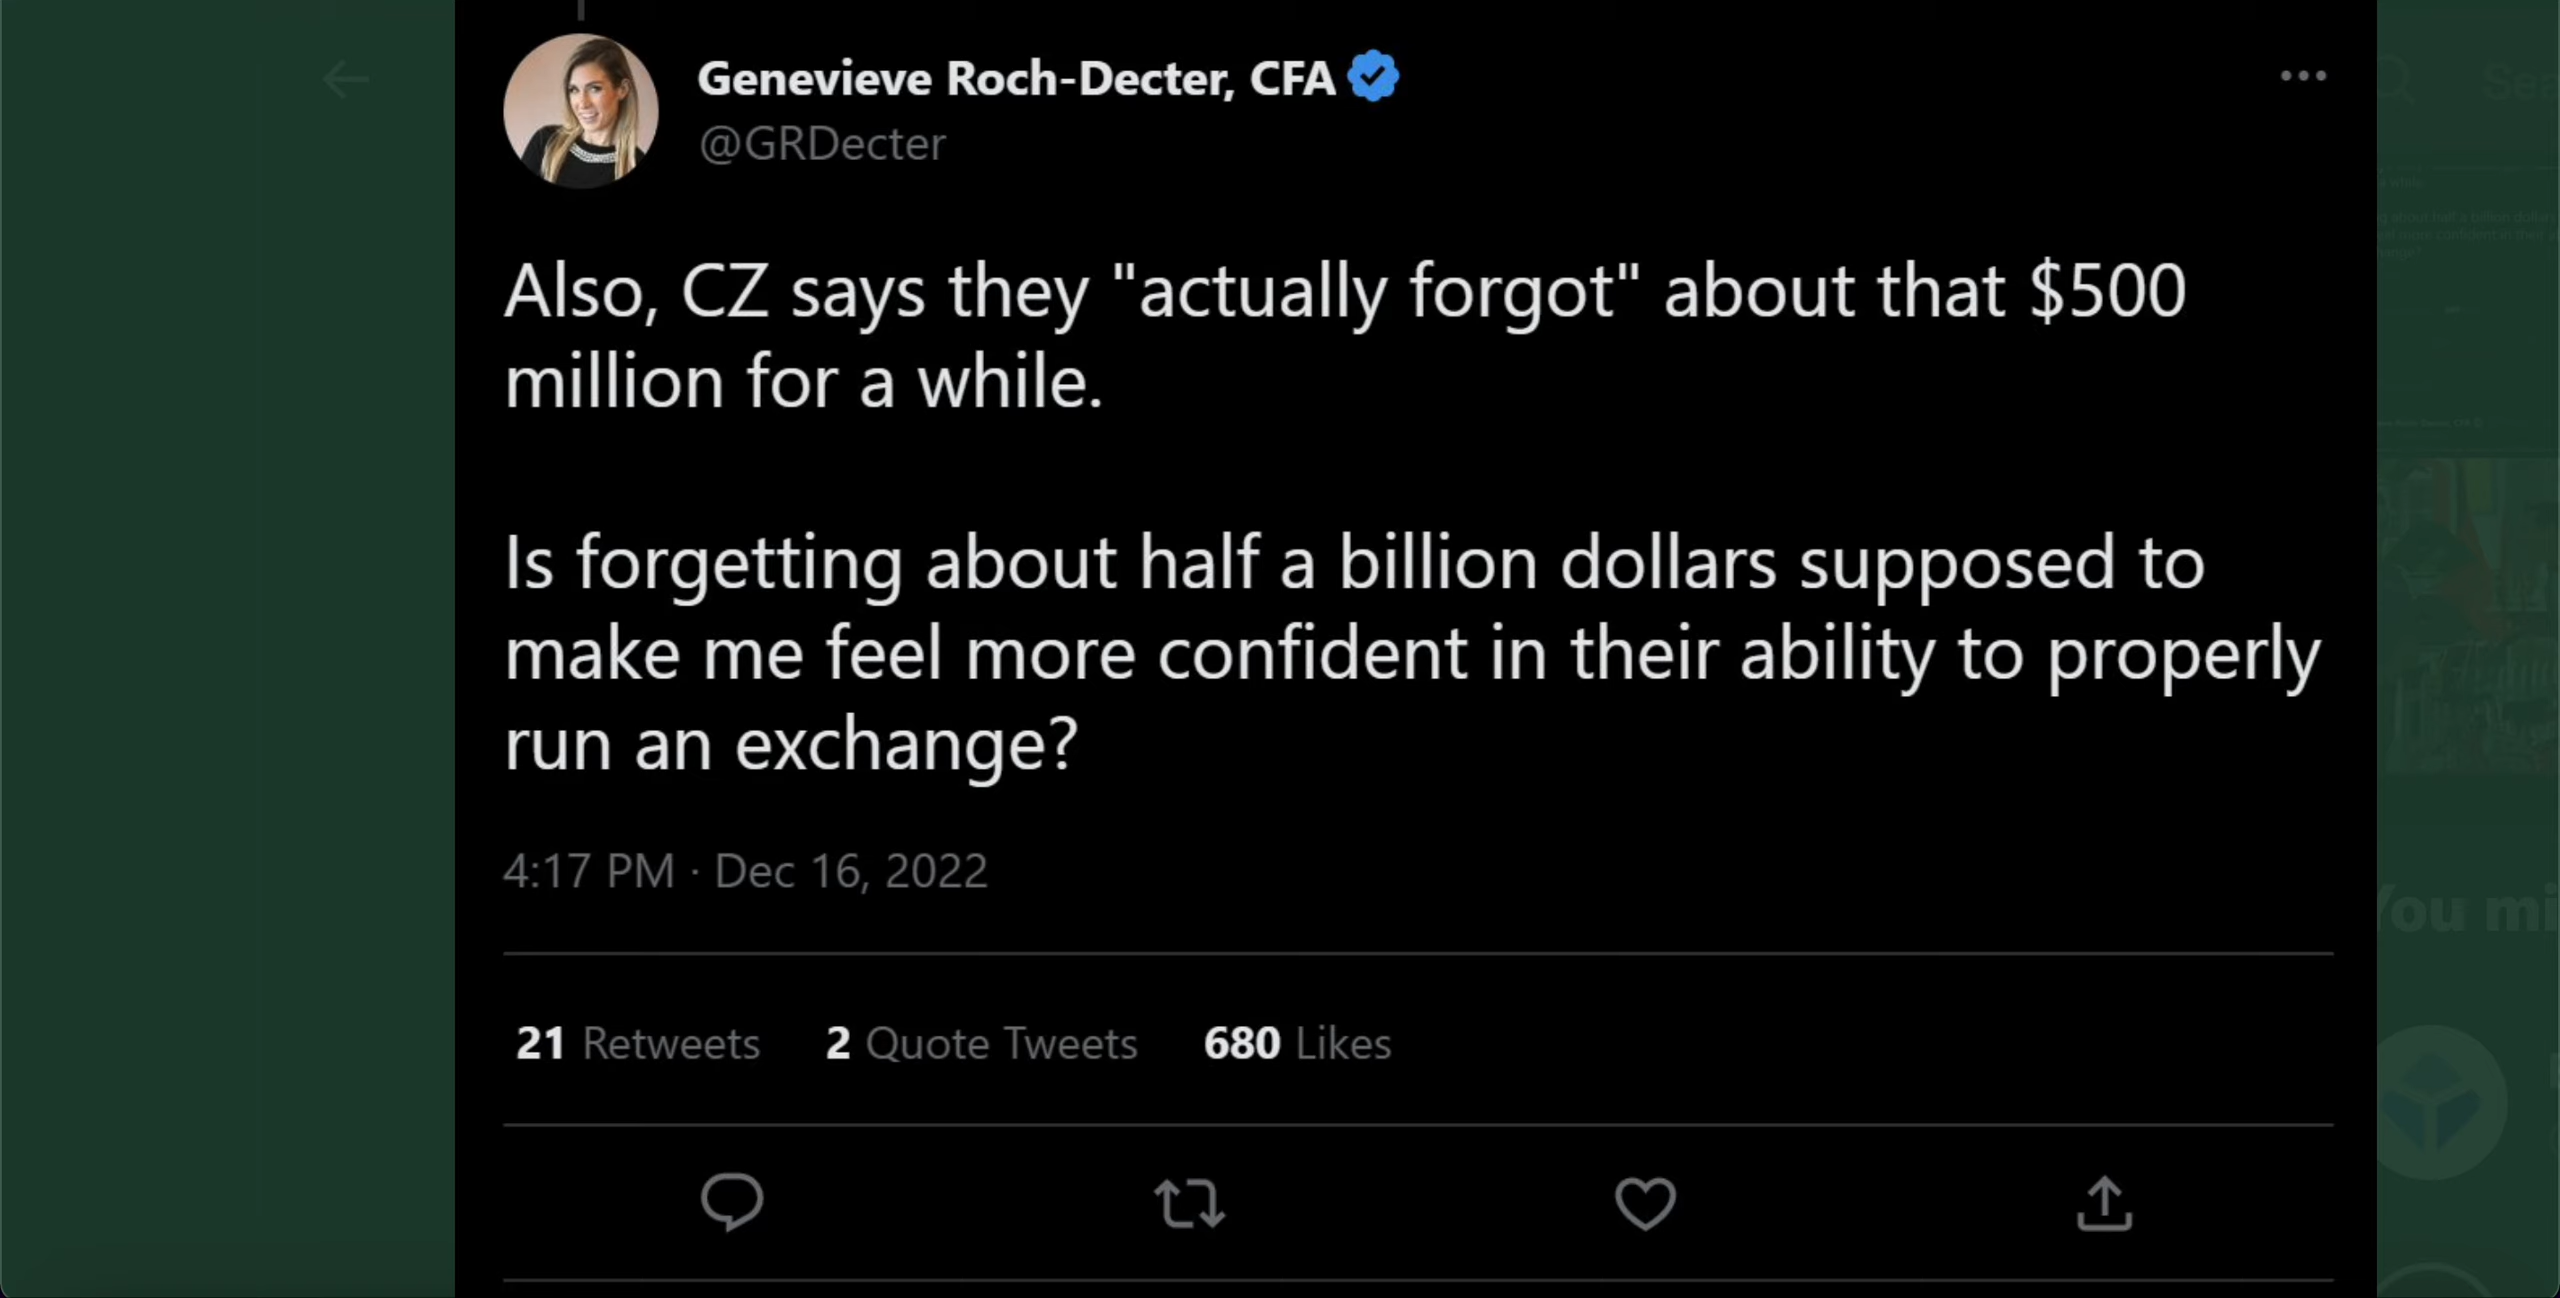 Genevieve Roch-Decter, CFA
@GRDecter
Also, CZ says they "actually forgot" about that $500
million for a while.
Is forgetting about half a billion dollars supposed to
make me feel more confident in their ability to properly
run an exchange?
4:17 PM · Dec 16, 2022
21 Retweets 2 Quote Tweets 680 Likes
You mi